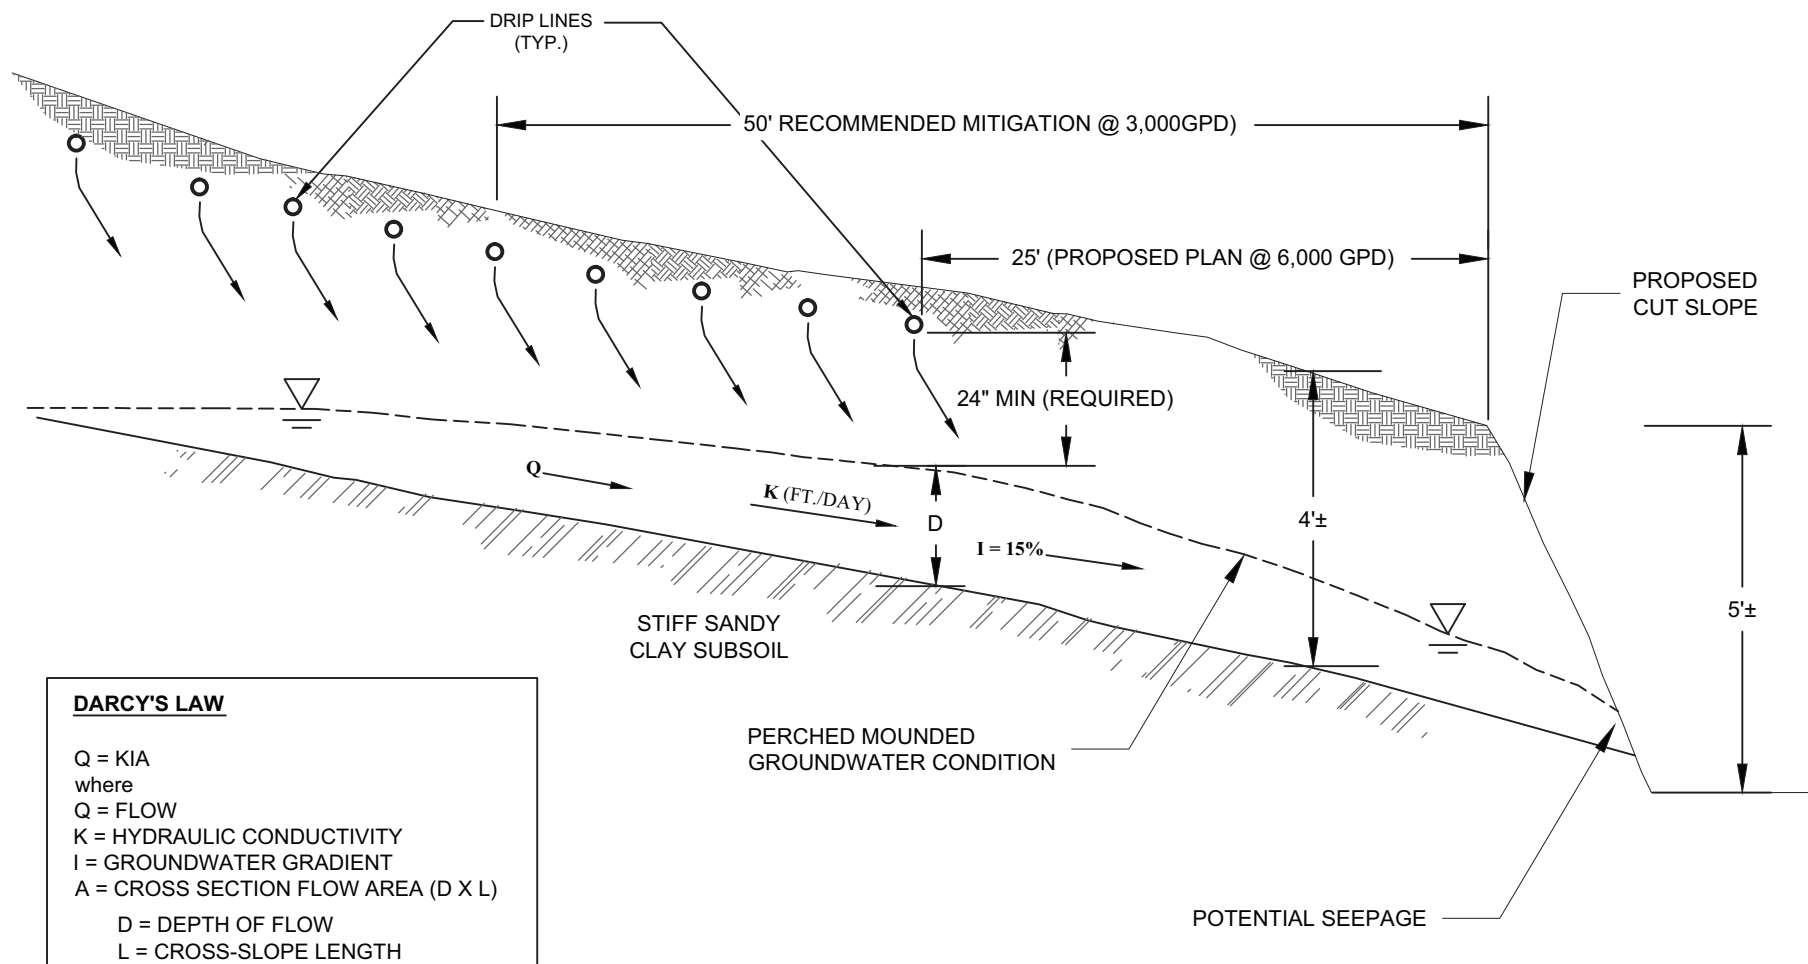 DRIP LINES
(TYP.)
50' RECOMMENDED MITIGATION @ 3,000GPD)
25' (PROPOSED PLAN @ 6,000 GPD)
PROPOSED
CUT SLOPE
24" MIN (REQUIRED)
Q
K (FT./DAY)
D
I = 15%
4'±
5'±
STIFF SANDY
CLAY SUBSOIL
PERCHED MOUNDED
GROUNDWATER CONDITION
POTENTIAL SEEPAGE
DARCY'S LAW
Q = KIA
where
Q = FLOW
K = HYDRAULIC CONDUCTIVITY
I = GROUNDWATER GRADIENT
A = CROSS SECTION FLOW AREA (D X L)
D = DEPTH OF FLOW
L = CROSS-SLOPE LENGTH